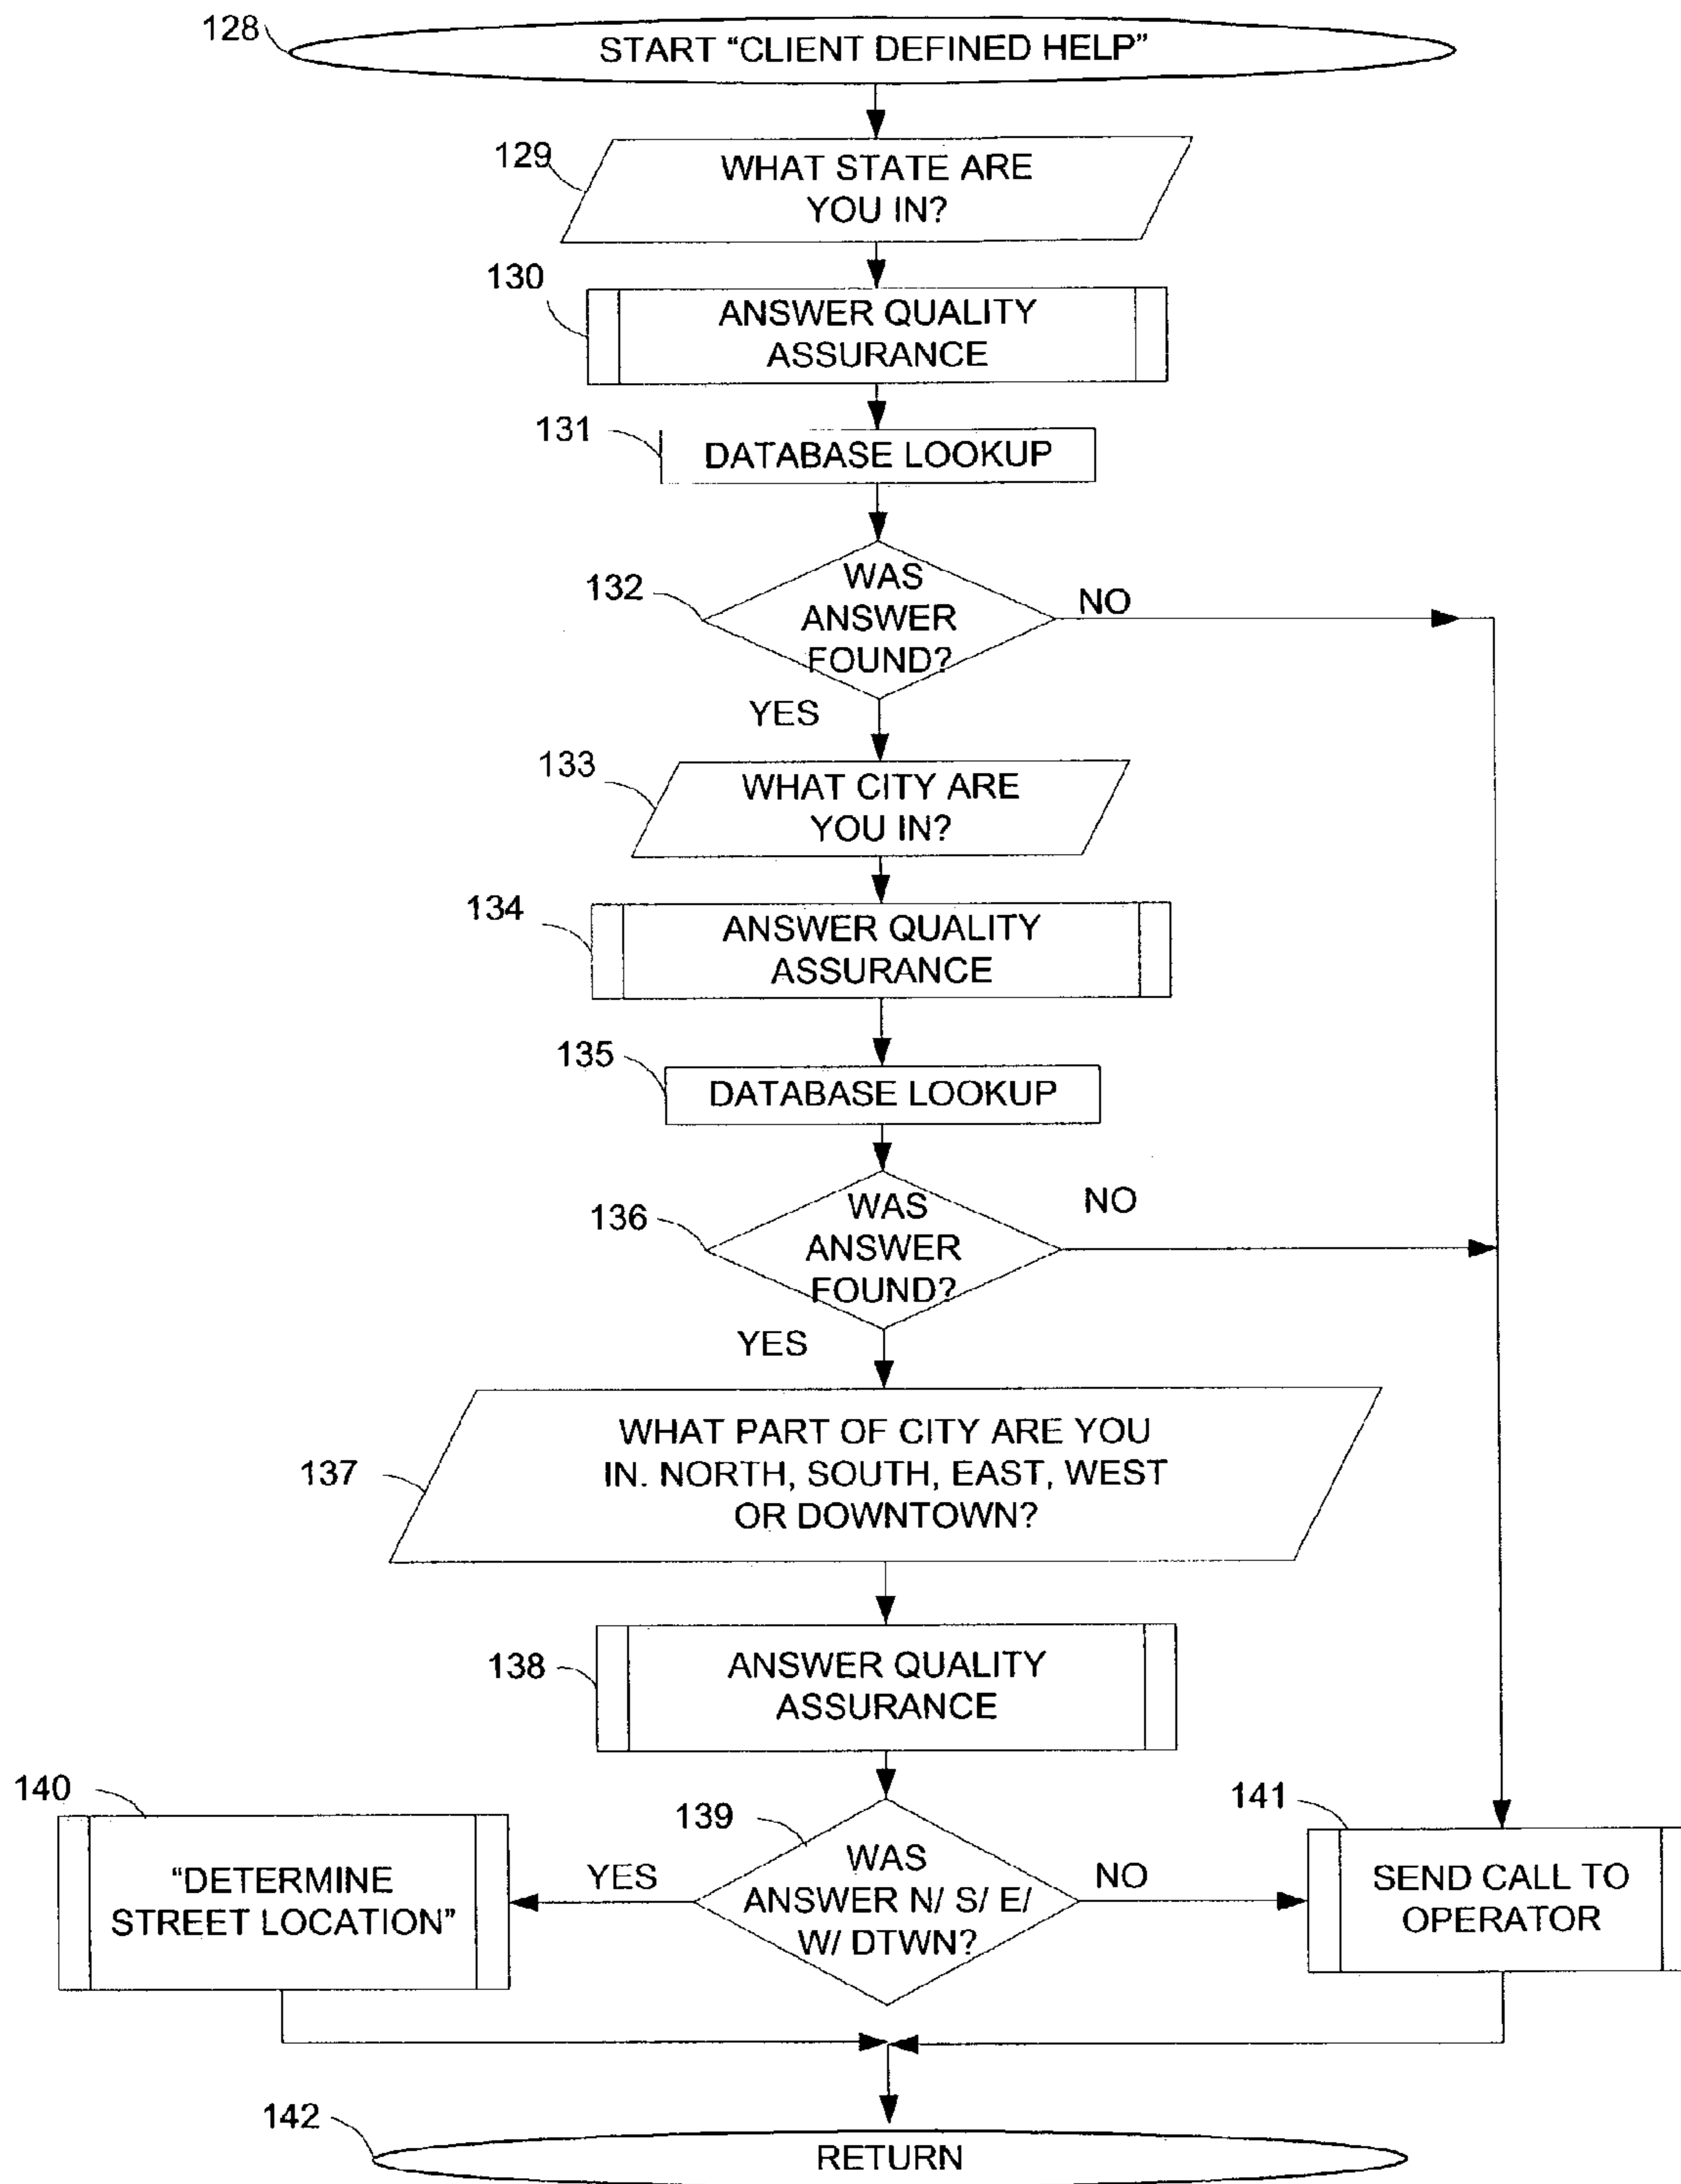 128
START “CLIENT DEFINED HELP”
129
WHAT STATE ARE
YOU IN?
130
ANSWER QUALITY
ASSURANCE
131
DATABASE LOOKUP
132
WAS
ANSWER
FOUND?
NO
YES
133
WHAT CITY ARE
YOU IN?
134
ANSWER QUALITY
ASSURANCE
135
DATABASE LOOKUP
136
WAS
ANSWER
FOUND?
NO
YES
137
WHAT PART OF CITY ARE YOU
IN. NORTH, SOUTH, EAST, WEST
OR DOWNTOWN?
138
ANSWER QUALITY
ASSURANCE
139
WAS
ANSWER N/ S/ E/
W/ DTWN?
YES
NO
140
“DETERMINE
STREET LOCATION”
141
SEND CALL TO
OPERATOR
142
RETURN